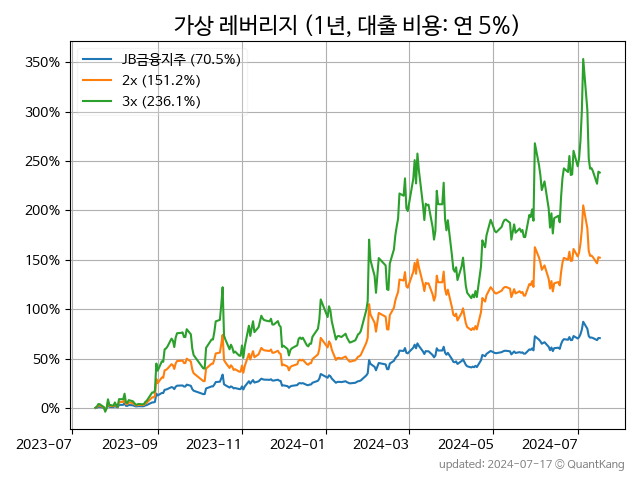 가상 레버리지 (1년, 대출 비용: 연 5%)
JB금융지주 (70.5%)
2x (151.2%)
3x (236.1%)
350%
300%
250%
200%
150%
100%
50%
0%
2023-07 2023-09 2023-11 2024-01 2024-03 2024-05 2024-07
updated: 2024-07-17 © QuantKang